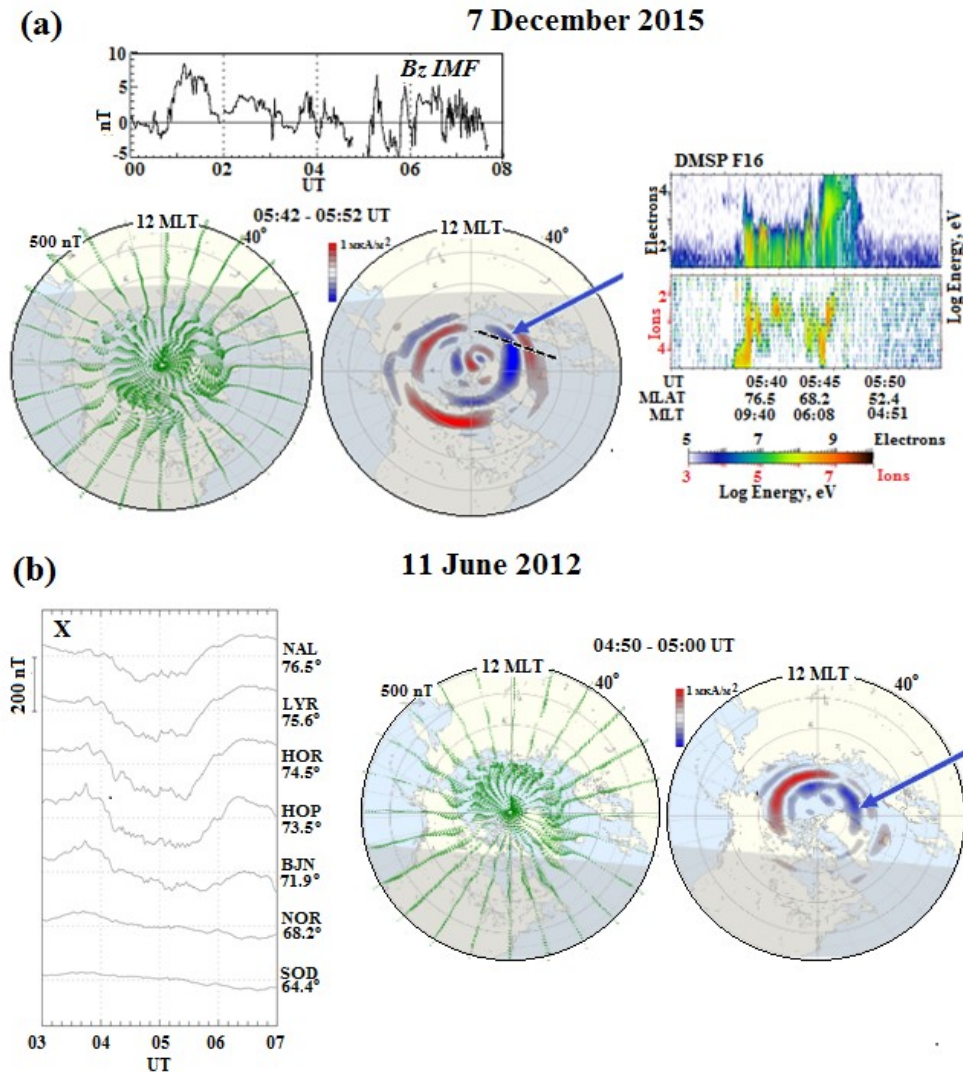 (a)
7 December 2015
10
5
0
-5
nT
Bz IMF
00
02
04
06
08
UT
05:42 - 05:52 UT
500 nT
12 MLT
40°
1 мкА/м²
12 MLT
40°
DMSP F16
Electrons
4
2
Ions
2
4
Log Energy, eV
UT 05:40 05:45 05:50
MLAT 76.5 68.2 52.4
MLT 09:40 06:08 04:51
5 7 9 Electrons
3 5 7 Ions
Log Energy, eV
(b)
11 June 2012
X
200 nT
NAL
76.5°
LYR
75.6°
HOR
74.5°
HOP
73.5°
BJN
71.9°
NOR
68.2°
SOD
64.4°
03 04 05 06 07
UT
04:50 - 05:00 UT
500 nT
12 MLT
40°
1 мкА/м²
12 MLT
40°